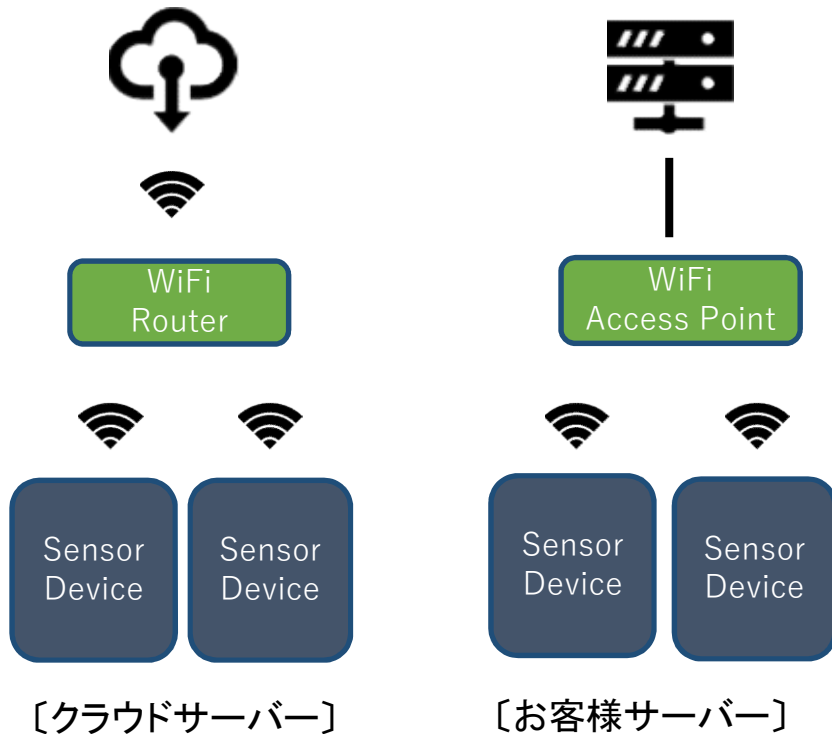 WiFi
Router
WiFi
Access Point
Sensor
Device
Sensor
Device
Sensor
Device
Sensor
Device
〔クラウドサーバー〕
〔お客様サーバー〕